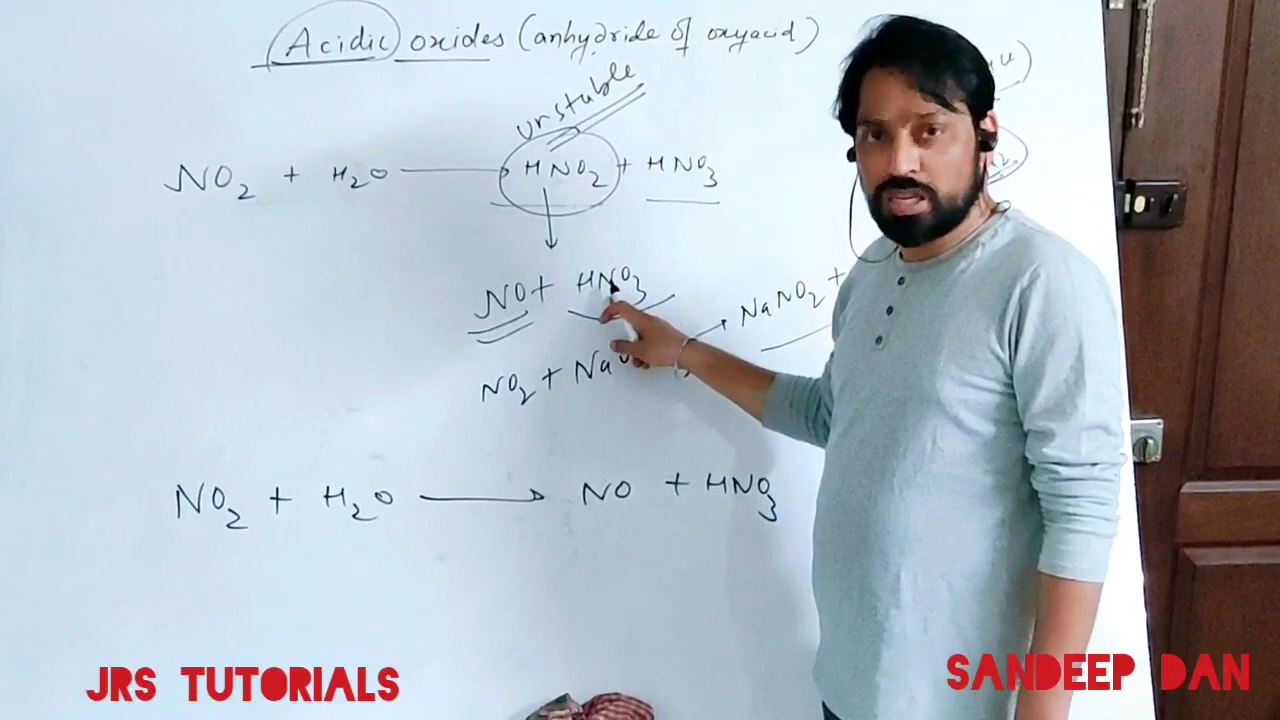 Acidic oxides (anhydride of oxyacid)
unstable
NO₂ + H₂O → HNO₂ + HNO₃
NO + HNO₃
NO₂ + Na → NaNO₂ +
NO₂ + H₂O → NO + HNO₃
JRS TUTORIALS
SANDEEP DAN